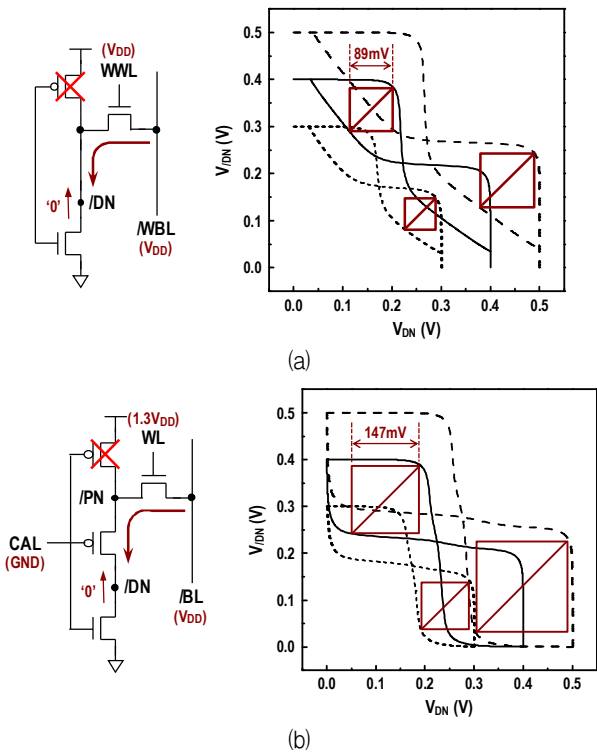 (VDD)
WWL
'0'
/DN
/WBL
(VDD)
89mV
V/DN (V)
0.5
0.4
0.3
0.2
0.1
0.0
0.0 0.1 0.2 0.3 0.4 0.5
VDN (V)
(a)
(1.3VDD)
WL
/PN
CAL
(GND)
'0'
/DN
/BL
(VDD)
147mV
V/DN (V)
0.5
0.4
0.3
0.2
0.1
0.0
0.0 0.1 0.2 0.3 0.4 0.5
VDN (V)
(b)